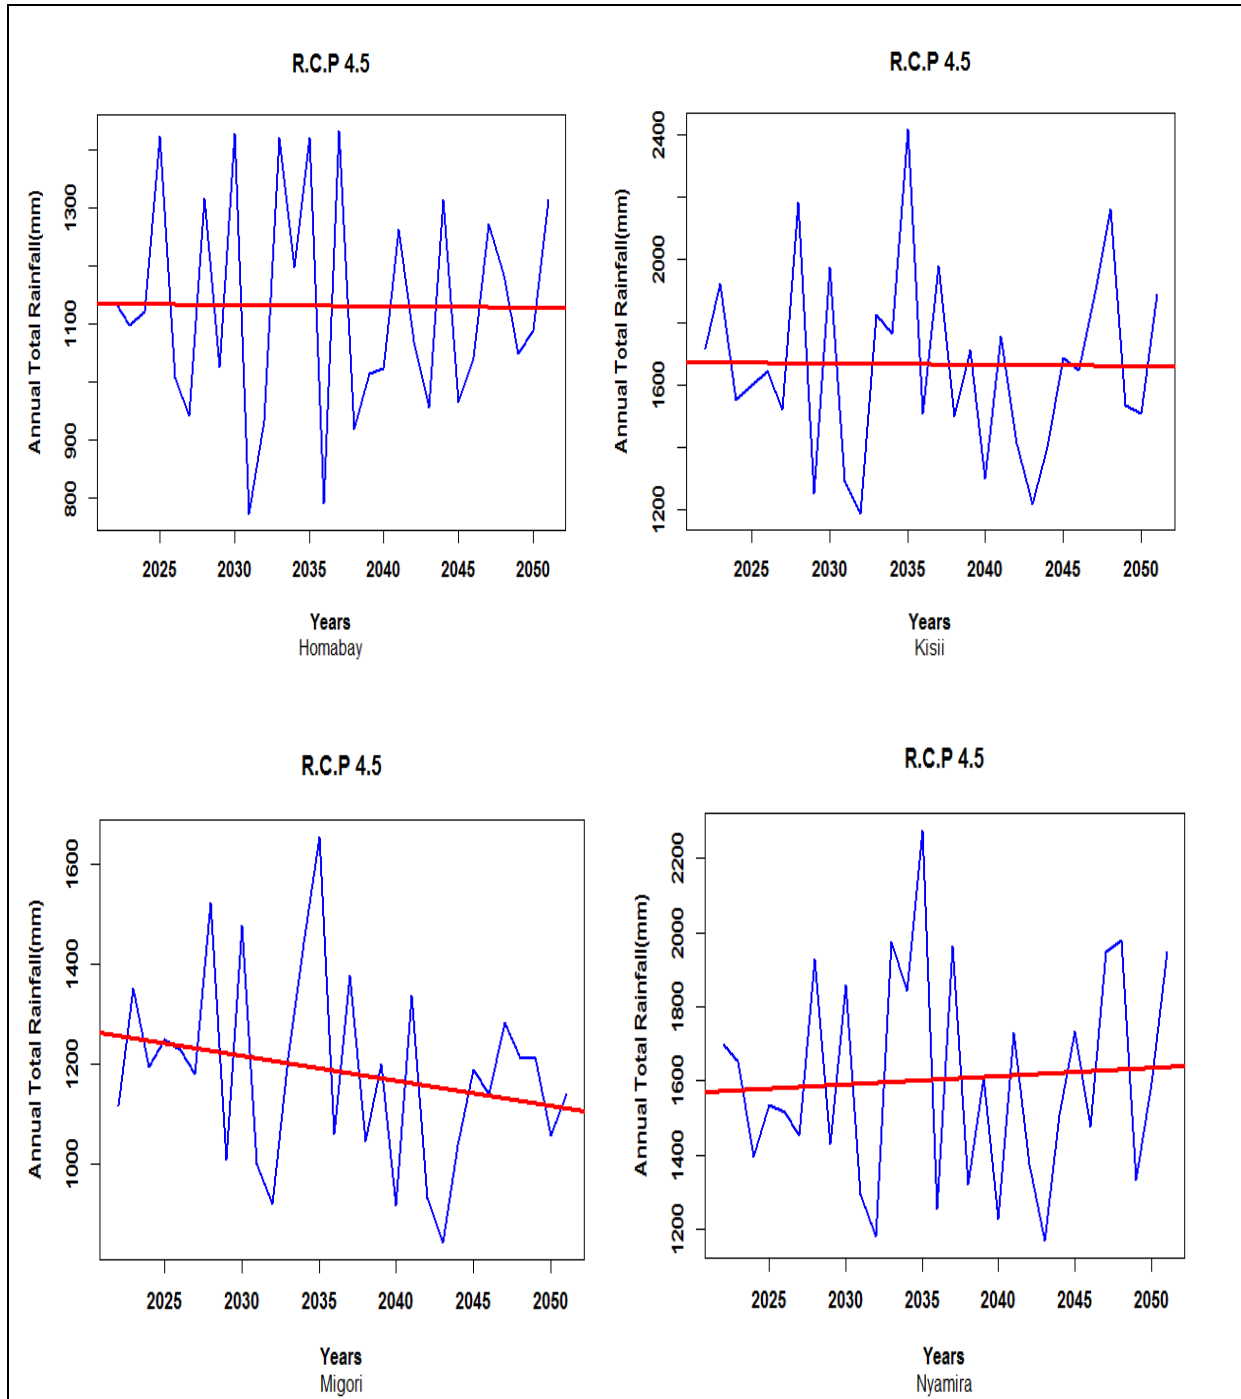 R.C.P 4.5
Annual Total Rainfall(mm)
800 900 1100 1300
2025 2030 2035 2040 2045 2050
Years
Homabay
R.C.P 4.5
Annual Total Rainfall(mm)
1200 1600 2000 2400
2025 2030 2035 2040 2045 2050
Years
Kisii
R.C.P 4.5
Annual Total Rainfall(mm)
1000 1200 1400 1600
2025 2030 2035 2040 2045 2050
Years
Migori
R.C.P 4.5
Annual Total Rainfall(mm)
1200 1400 1600 1800 2000 2200
2025 2030 2035 2040 2045 2050
Years
Nyamira